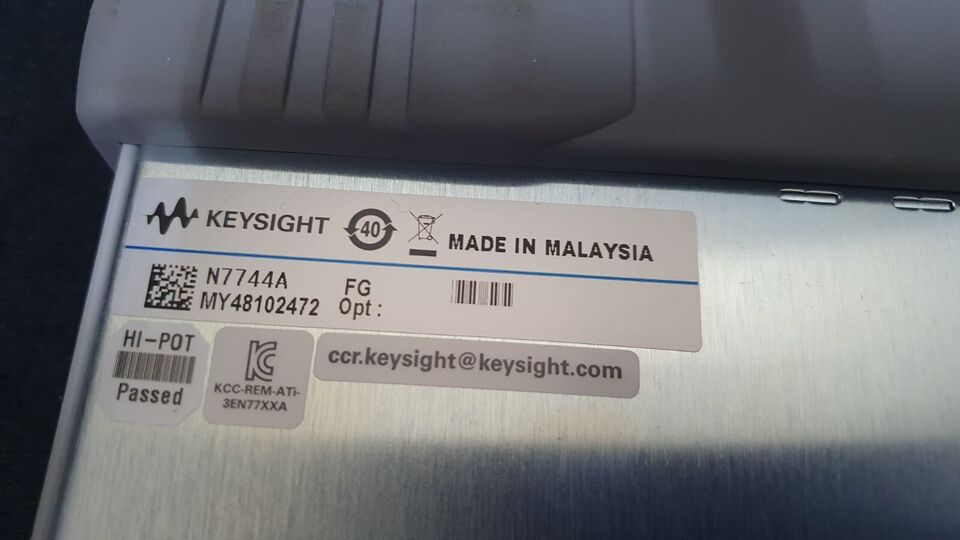 KEYSIGHT
40
MADE IN MALAYSIA
N7744A
MY48102472
FG
Opt :
HI-POT
Passed
KCC-REM-ATi-
3EN77XXA
ccr.keysight@keysight.com